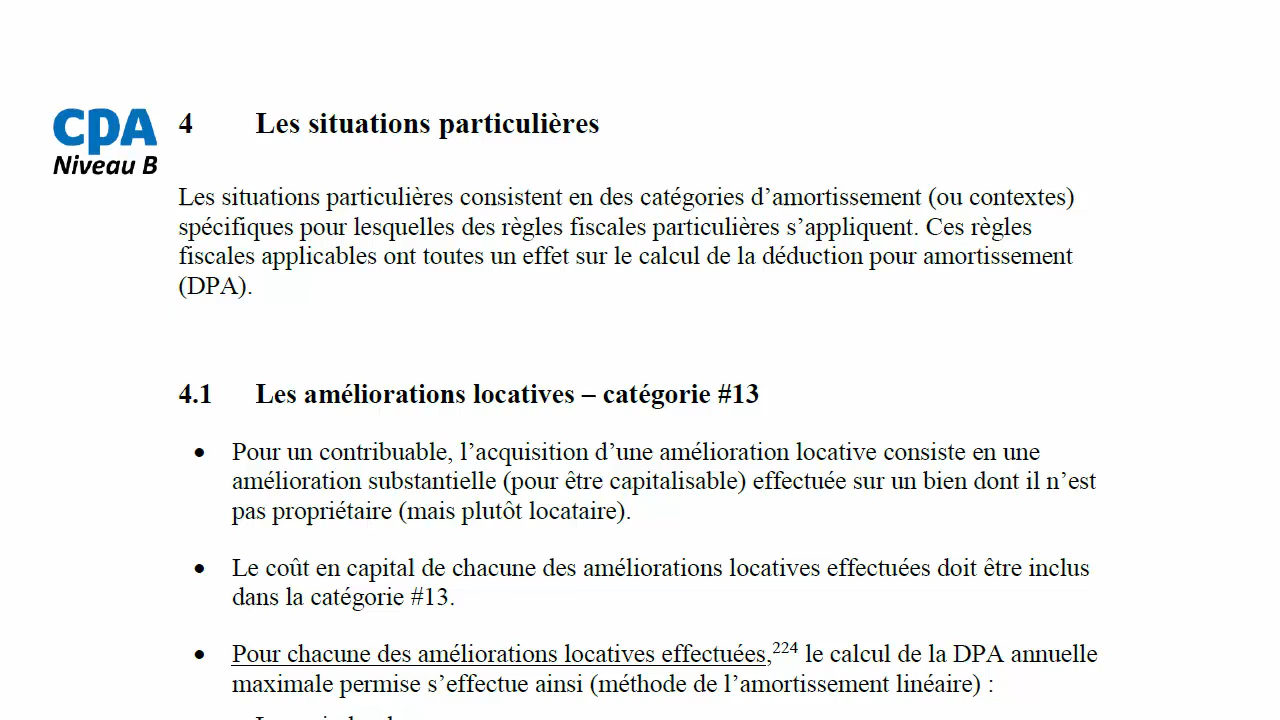 cpA
Niveau B
4 Les situations particulières
Les situations particulières consistent en des catégories d’amortissement (ou contextes)
spécifiques pour lesquelles des règles fiscales particulières s’appliquent. Ces règles
fiscales applicables ont toutes un effet sur le calcul de la déduction pour amortissement
(DPA).
4.1 Les améliorations locatives – catégorie #13
• Pour un contribuable, l’acquisition d’une amélioration locative consiste en une
amélioration substantielle (pour être capitalisable) effectuée sur un bien dont il n’est
pas propriétaire (mais plutôt locataire).
• Le coût en capital de chacune des améliorations locatives effectuées doit être inclus
dans la catégorie #13.
• Pour chacune des améliorations locatives effectuées,224 le calcul de la DPA annuelle
maximale permise s’effectue ainsi (méthode de l’amortissement linéaire) :